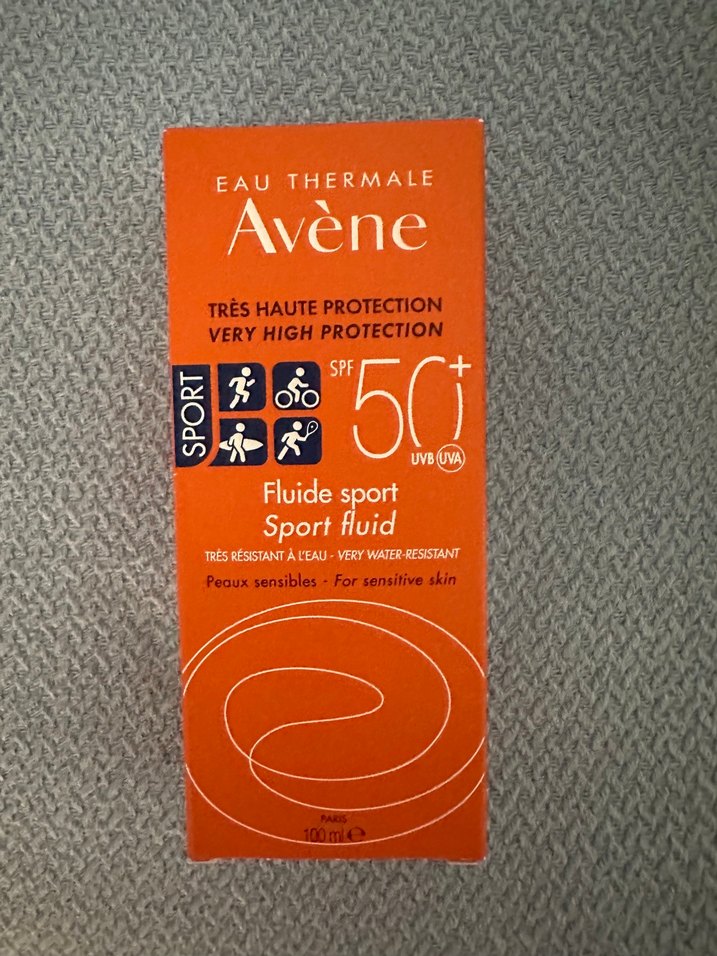 EAU THERMALE
Avène
TRÈS HAUTE PROTECTION
VERY HIGH PROTECTION
SPORT
SPF 50+
UVB UVA
Fluide sport
Sport fluid
TRÈS RÉSISTANT À L'EAU - VERY WATER-RESISTANT
Peaux sensibles - For sensitive skin
PARIS
100 ml ℮